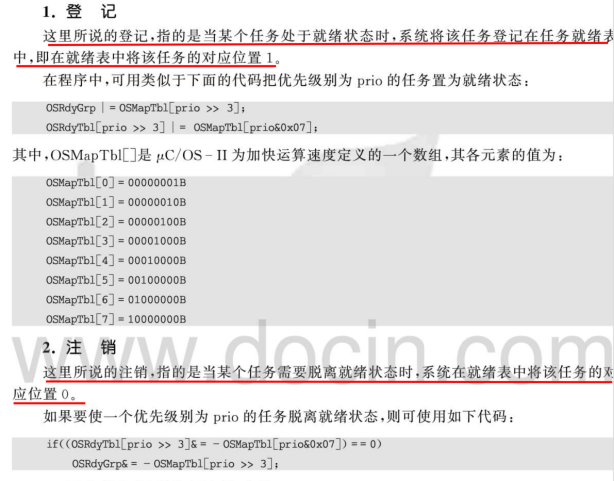 1. 登 记
这里所说的登记,指的是当某个任务处于就绪状态时,系统将该任务登记在任务就绪表
中,即在就绪表中将该任务的对应位置 1。
在程序中,可用类似于下面的代码把优先级别为 prio 的任务置为就绪状态:
OSRdyGrp | = OSMapTbl[prio >> 3];
OSRdyTbl[prio >> 3] | = OSMapTbl[prio&0x07];
其中,OSMapTbl[]是 μC/OS - II 为加快运算速度定义的一个数组,其各元素的值为:
OSMapTbl[0] = 00000001B
OSMapTbl[1] = 00000010B
OSMapTbl[2] = 00000100B
OSMapTbl[3] = 00001000B
OSMapTbl[4] = 00010000B
OSMapTbl[5] = 00100000B
OSMapTbl[6] = 01000000B
OSMapTbl[7] = 10000000B
www.docin.com
2. 注 销
这里所说的注销,指的是当某个任务需要脱离就绪状态时,系统在就绪表中将该任务的对
应位置 0。
如果要使一个优先级别为 prio 的任务脱离就绪状态,则可使用如下代码:
if((OSRdyTbl[prio >> 3]& = - OSMapTbl[prio&0x07]) == 0)
OSRdyGrp& = - OSMapTbl[prio >> 3];